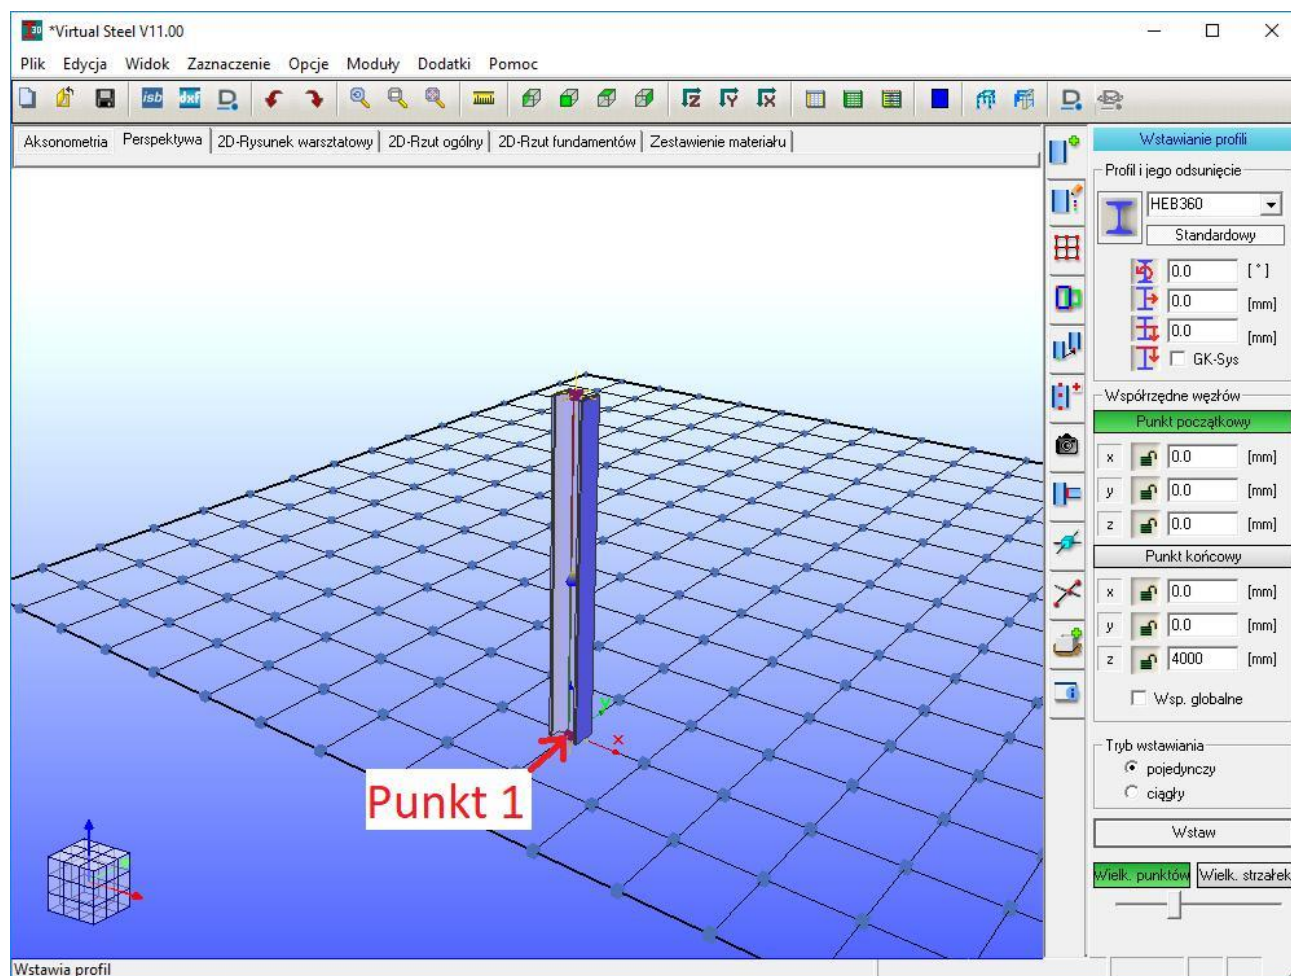 *Virtual Steel V11.00
Plik Edycja Widok Zaznaczenie Opcje Moduły Dodatki Pomoc
isb dxf D Z Y X D D
Aksonometria Perspektywa 2D-Rysunek warsztatowy 2D-Rzut ogólny 2D-Rzut fundamentów Zestawienie materiału
Wstawianie profili
Profil i jego odsunięcie
HEB360
Standardowy
0.0 [°]
0.0 [mm]
0.0 [mm]
GK-Sys
Współrzędne węzłów
Punkt początkowy
x 0.0 [mm]
y 0.0 [mm]
z 0.0 [mm]
Punkt końcowy
x 0.0 [mm]
y 0.0 [mm]
z 4000 [mm]
Wsp. globalne
Tryb wstawiania
pojedynczy
ciągły
Wstaw
Wielk. punktów Wielk. strzałek
y
x
Punkt 1
Wstawia profil